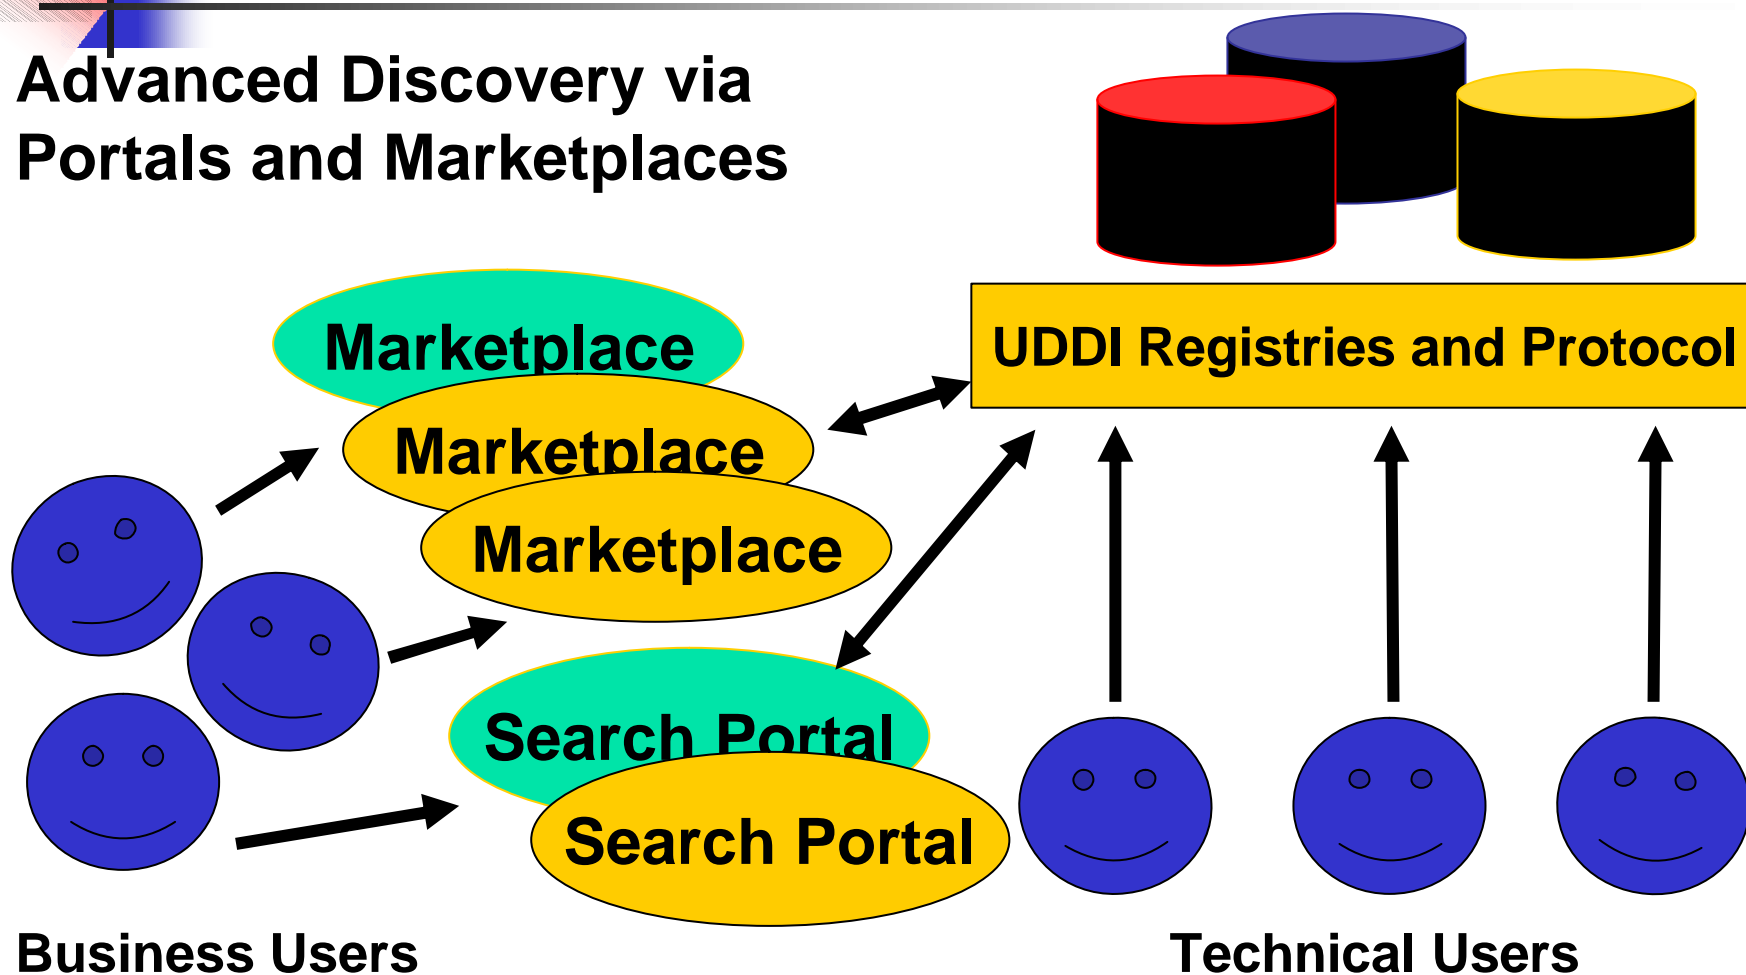 Advanced Discovery via
Portals and Marketplaces
Marketplace
UDDI Registries and Protocol
Marketplace
Marketplace
Search Portal
Search Portal
Business Users
Technical Users